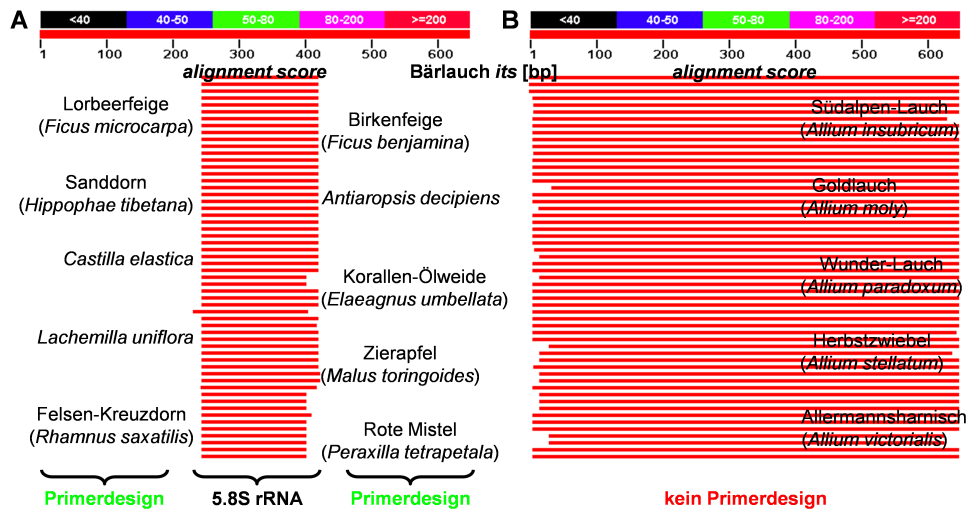 A
<40 40-50 50-80 80-200 >=200
1 100 200 300 400 500 600
alignment score
Bärlauch its [bp]
Lorbeerfeige
(Ficus microcarpa)
Birkenfeige
(Ficus benjamina)
Sanddorn
(Hippophae tibetana)
Antiaropsis decipiens
Castilla elastica
Korallen-Ölweide
(Elaeagnus umbellata)
Lachemilla uniflora
Zierapfel
(Malus toringoides)
Felsen-Kreuzdorn
(Rhamnus saxatilis)
Rote Mistel
(Peraxilla tetrapetala)
Primerdesign
5.8S rRNA
Primerdesign
B
<40 40-50 50-80 80-200 >=200
1 100 200 300 400 500 600
alignment score
Südalpen-Lauch
(Allium insubricum)
Goldlauch
(Allium moly)
Wunder-Lauch
(Allium paradoxum)
Herbstzwiebel
(Allium stellatum)
Allermannsharnisch
(Allium victorialis)
kein Primerdesign